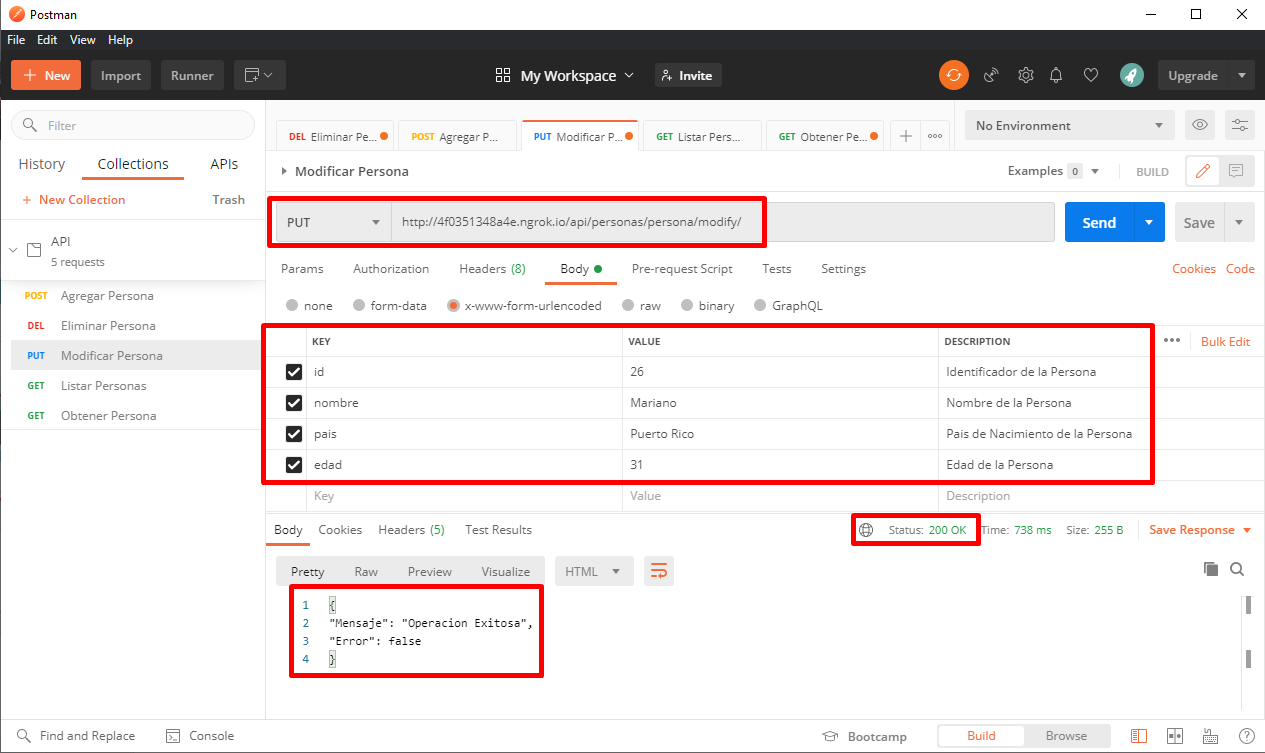 Postman
File Edit View Help
New Import Runner My Workspace Invite Upgrade
Filter
History Collections APIs
New Collection Trash
API
5 requests
POST Agregar Persona
DEL Eliminar Persona
PUT Modificar Persona
GET Listar Personas
GET Obtener Persona
DEL Eliminar Pe... POST Agregar P... PUT Modificar P... GET Listar Pers... GET Obtener Pe... No Environment
Modificar Persona Examples 0 BUILD
PUT http://4f0351348a4e.ngrok.io/api/personas/persona/modify/ Send Save
Params Authorization Headers (8) Body Pre-request Script Tests Settings Cookies Code
none form-data x-www-form-urlencoded raw binary GraphQL
KEY VALUE DESCRIPTION Bulk Edit
id 26 Identificador de la Persona
nombre Mariano Nombre de la Persona
pais Puerto Rico Pais de Nacimiento de la Persona
edad 31 Edad de la Persona
Key Value Description
Body Cookies Headers (5) Test Results Status: 200 OK Time: 738 ms Size: 255 B Save Response
Pretty Raw Preview Visualize HTML
1 {
2 "Mensaje": "Operacion Exitosa",
3 "Error": false
4 }
Find and Replace Console Bootcamp Build Browse